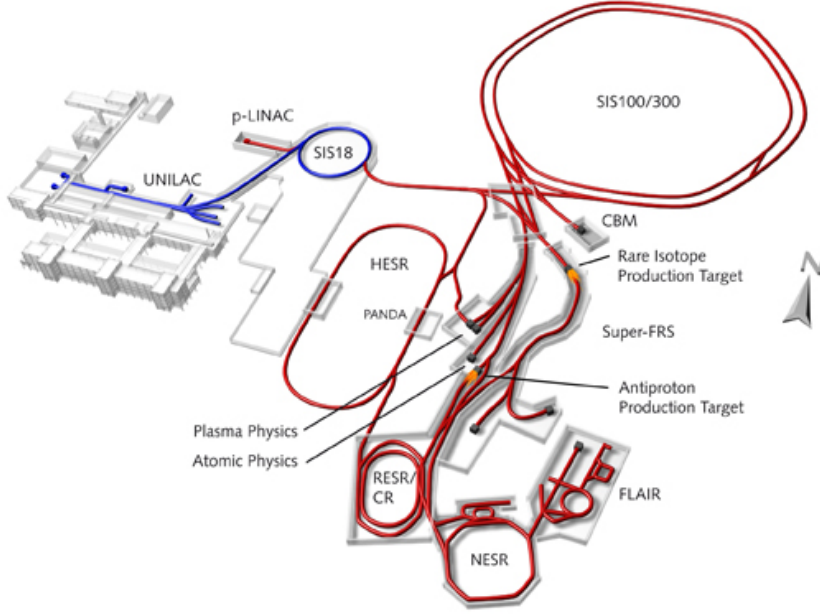 SIS100/300
p-LINAC
SIS18
UNILAC
CBM
HESR
Rare Isotope
Production Target
PANDA
Super-FRS
Antiproton
Production Target
Plasma Physics
Atomic Physics
RESR/
CR
FLAIR
NESR
N